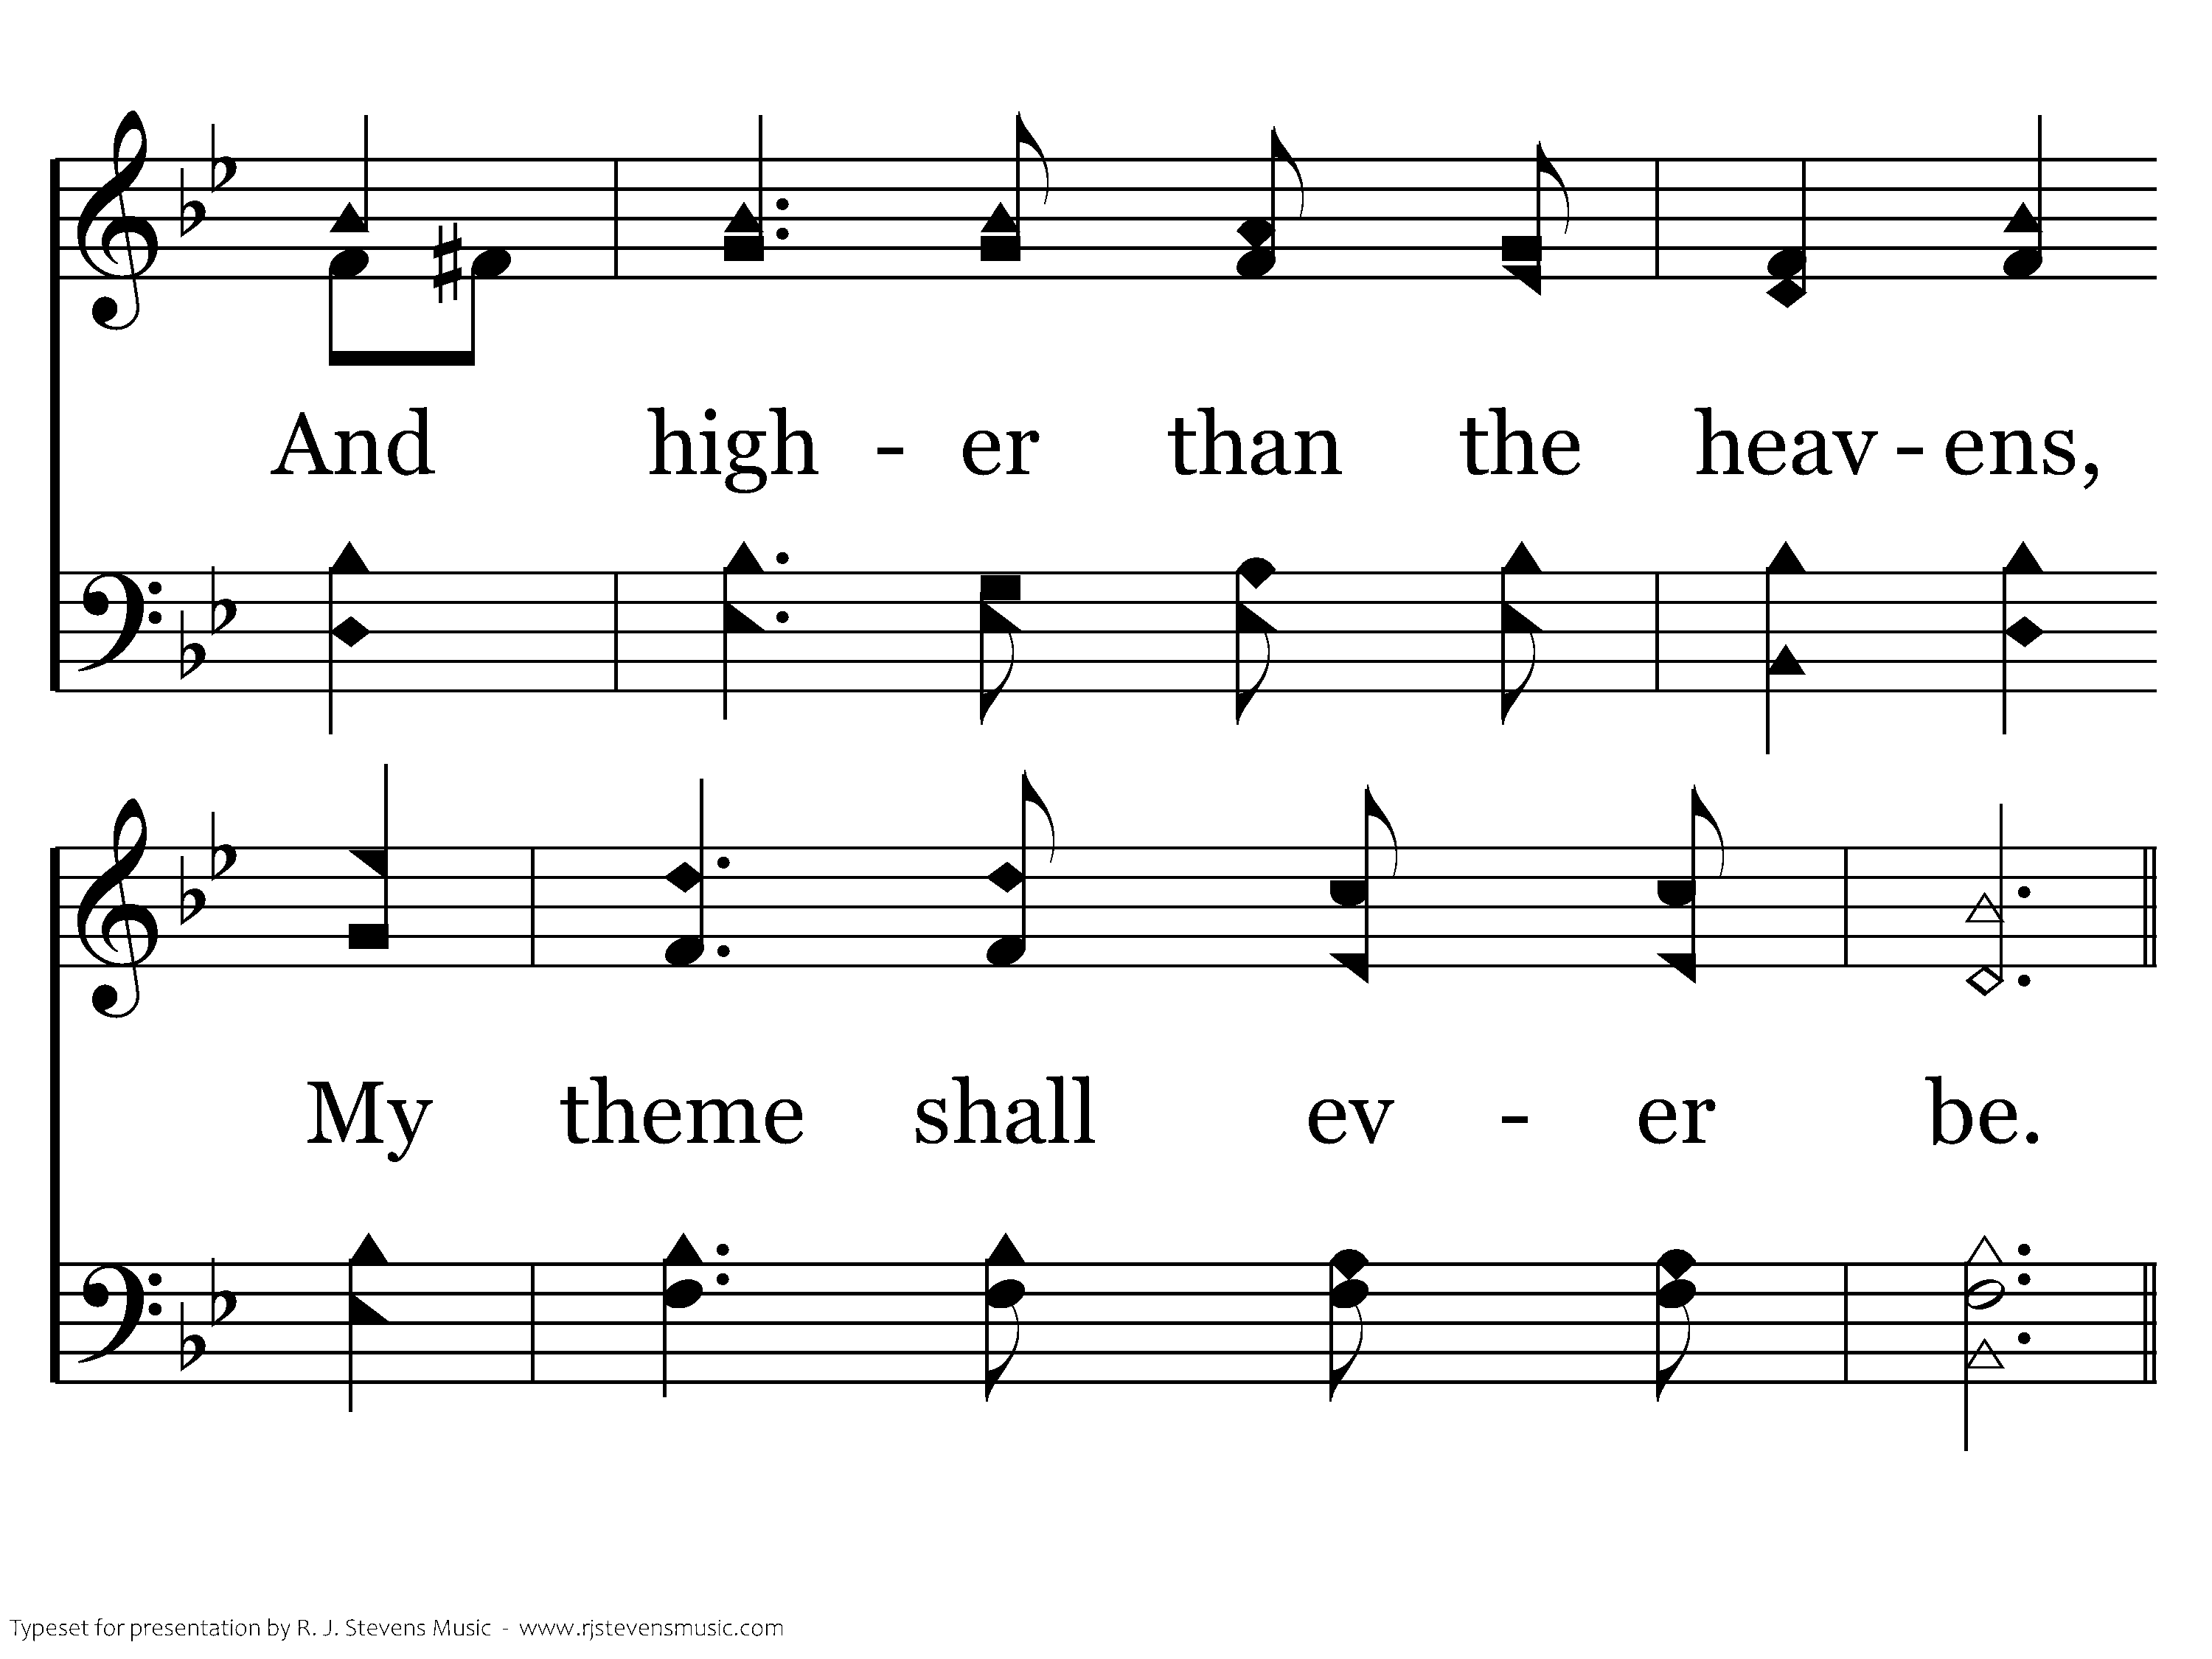 And high - er than the heav - ens,
My theme shall ev - er be.
Typeset for presentation by R. J. Stevens Music - www.rjstevensmusic.com